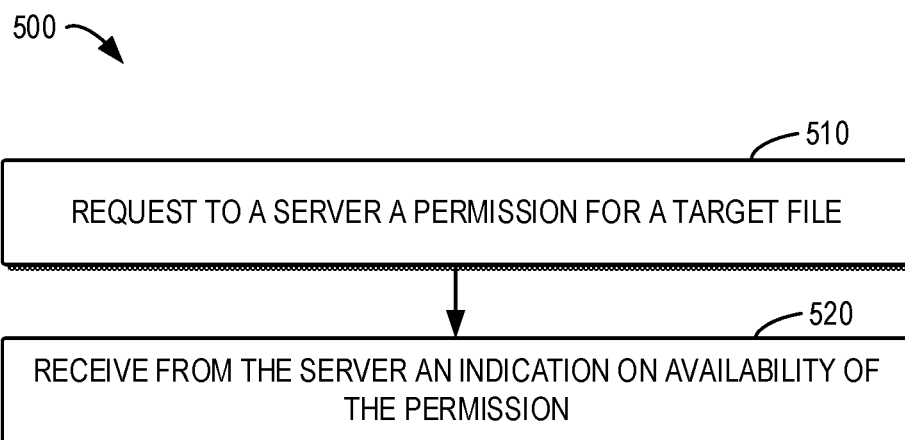 500
510
REQUEST TO A SERVER A PERMISSION FOR A TARGET FILE
520
RECEIVE FROM THE SERVER AN INDICATION ON AVAILABILITY OF
THE PERMISSION